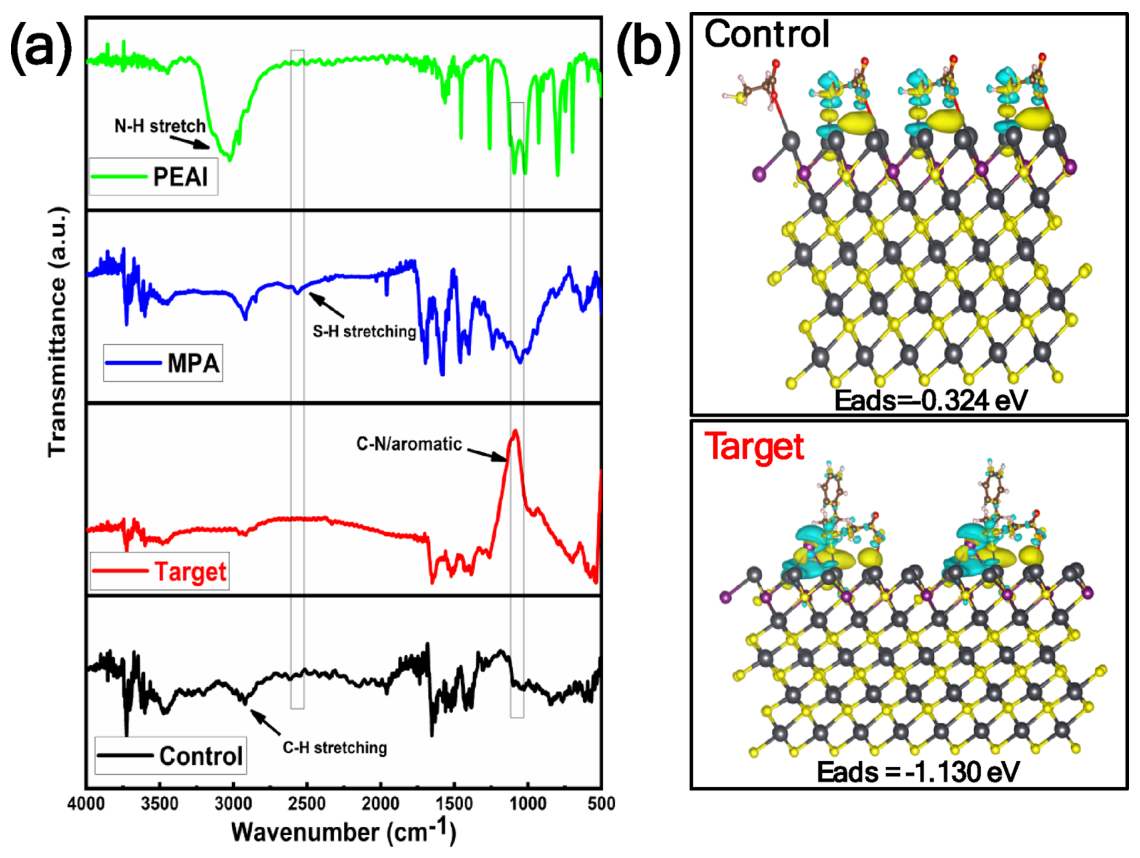 (a)
N-H stretch
PEAI
S-H stretching
MPA
C-N/aromatic
Target
C-H stretching
Control
Transmittance (a.u.)
4000 3500 3000 2500 2000 1500 1000 500
Wavenumber (cm-1)
(b)
Control
Eads=-0.324 eV
Target
Eads = -1.130 eV